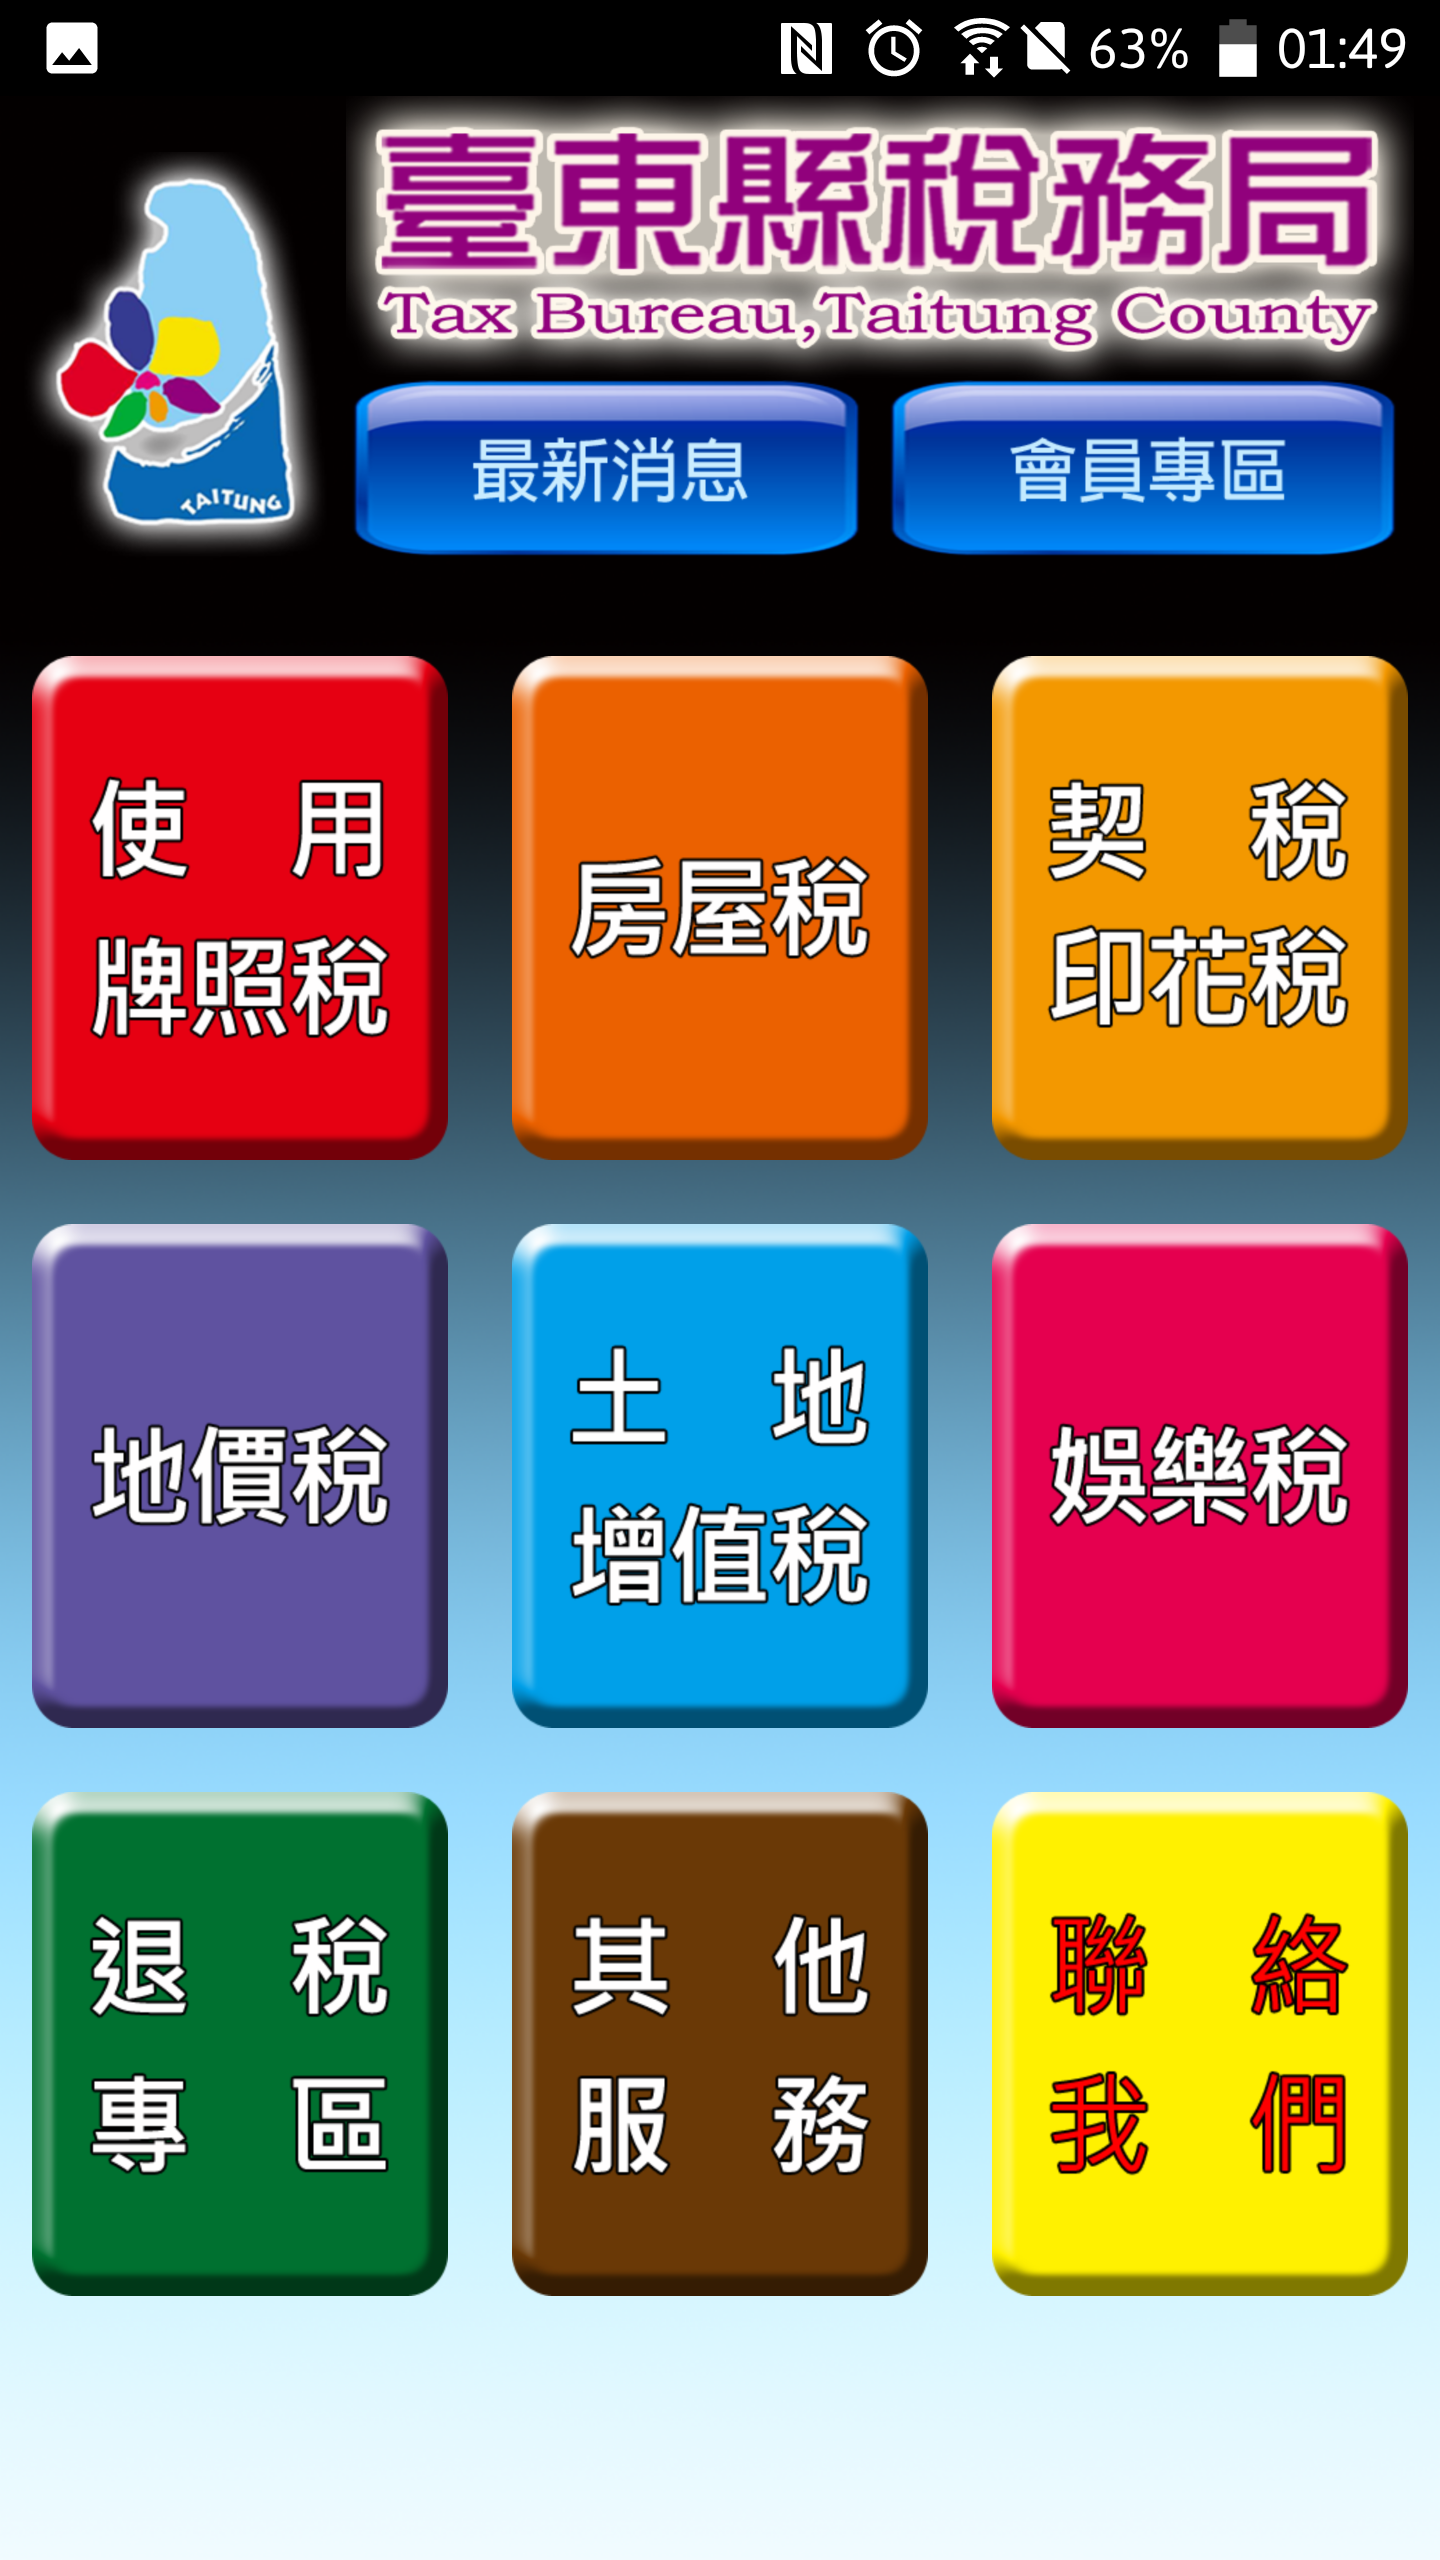 63% 01:49
臺東縣稅務局
Tax Bureau,Taitung County
TAITUNG
最新消息
會員專區
使 用
牌照稅
房屋稅
契 稅
印花稅
地價稅
土 地
增值稅
娛樂稅
退 稅
專 區
其 他
服 務
聯 絡
我 們